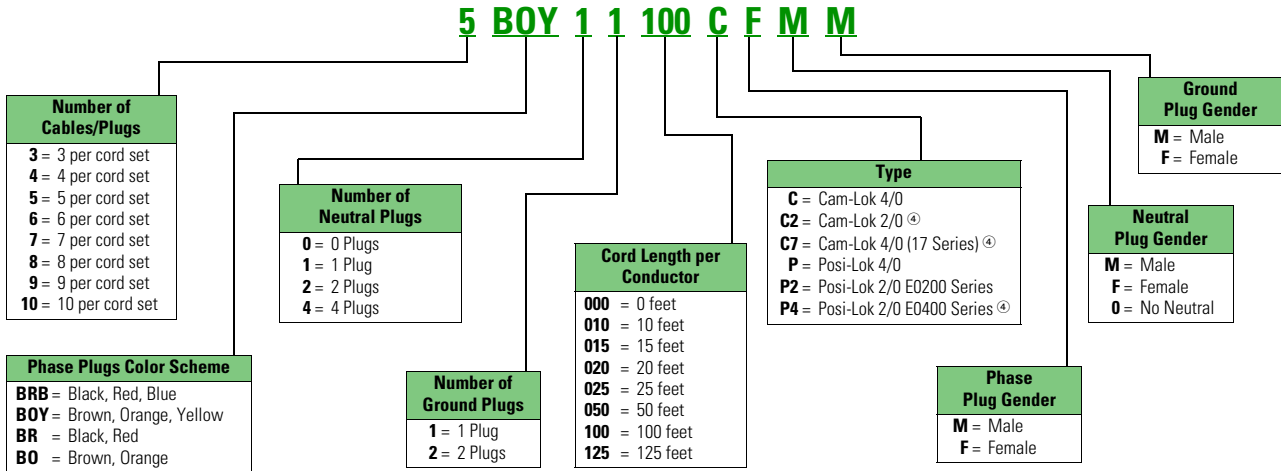 5 BOY 1 1 100 C F M M
Number of
Cables/Plugs
3 = 3 per cord set
4 = 4 per cord set
5 = 5 per cord set
6 = 6 per cord set
7 = 7 per cord set
8 = 8 per cord set
9 = 9 per cord set
10 = 10 per cord set
Phase Plugs Color Scheme
BRB = Black, Red, Blue
BOY = Brown, Orange, Yellow
BR = Black, Red
BO = Brown, Orange
Number of
Neutral Plugs
0 = 0 Plugs
1 = 1 Plug
2 = 2 Plugs
4 = 4 Plugs
Number of
Ground Plugs
1 = 1 Plug
2 = 2 Plugs
Cord Length per
Conductor
000 = 0 feet
010 = 10 feet
015 = 15 feet
020 = 20 feet
025 = 25 feet
050 = 50 feet
100 = 100 feet
125 = 125 feet
Type
C = Cam-Lok 4/0
C2 = Cam-Lok 2/0 ④
C7 = Cam-Lok 4/0 (17 Series) ④
P = Posi-Lok 4/0
P2 = Posi-Lok 2/0 E0200 Series
P4 = Posi-Lok 2/0 E0400 Series ④
Phase
Plug Gender
M = Male
F = Female
Neutral
Plug Gender
M = Male
F = Female
0 = No Neutral
Ground
Plug Gender
M = Male
F = Female